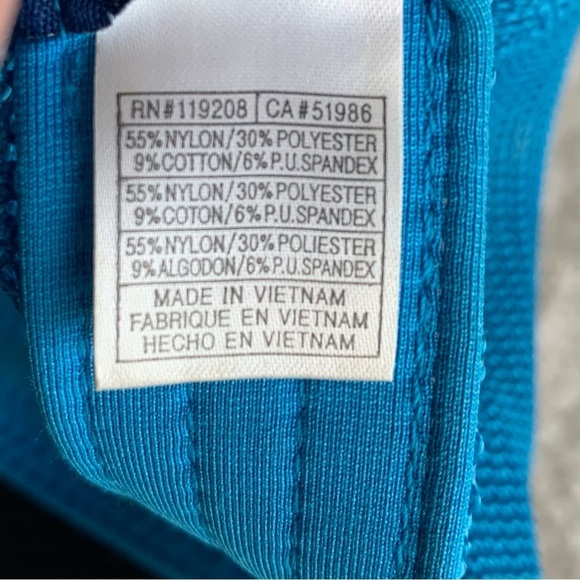 RN#119208 CA#51986
55%NYLON/30%POLYESTER
9%COTTON/6%P.U.SPANDEX
55%NYLON/30%POLYESTER
9%COTON/6%P.U.SPANDEX
55%NYLON/30%POLIESTER
9%ALGODON/6%P.U.SPANDEX
MADE IN VIETNAM
FABRIQUE EN VIETNAM
HECHO EN VIETNAM